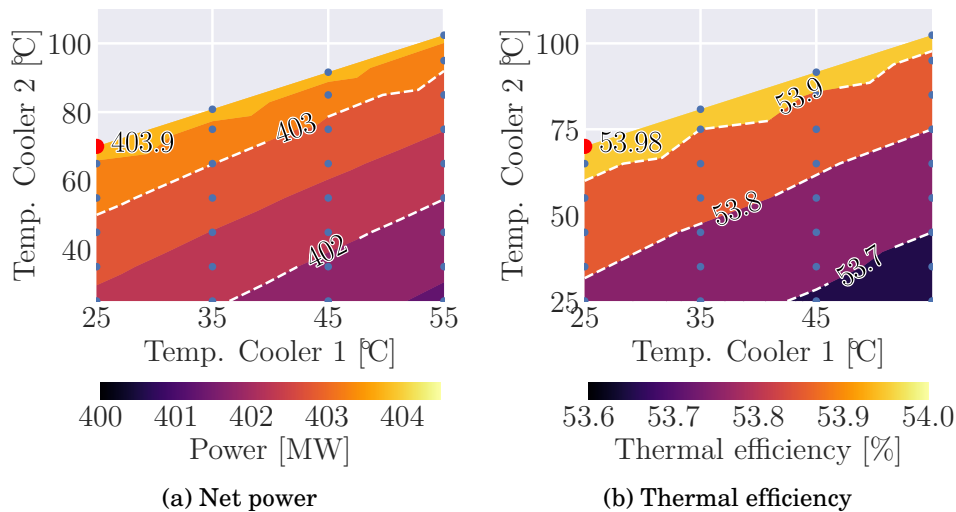 Temp. Cooler 2 [°C]
100
80
60
40
403.9
403
402
25 35 45 55
Temp. Cooler 1 [°C]
400 401 402 403 404
Power [MW]
(a) Net power
Temp. Cooler 2 [°C]
100
75
50
25
53.98
53.9
53.8
53.7
25 35 45
Temp. Cooler 1 [°C]
53.6 53.7 53.8 53.9 54.0
Thermal efficiency [%]
(b) Thermal efficiency